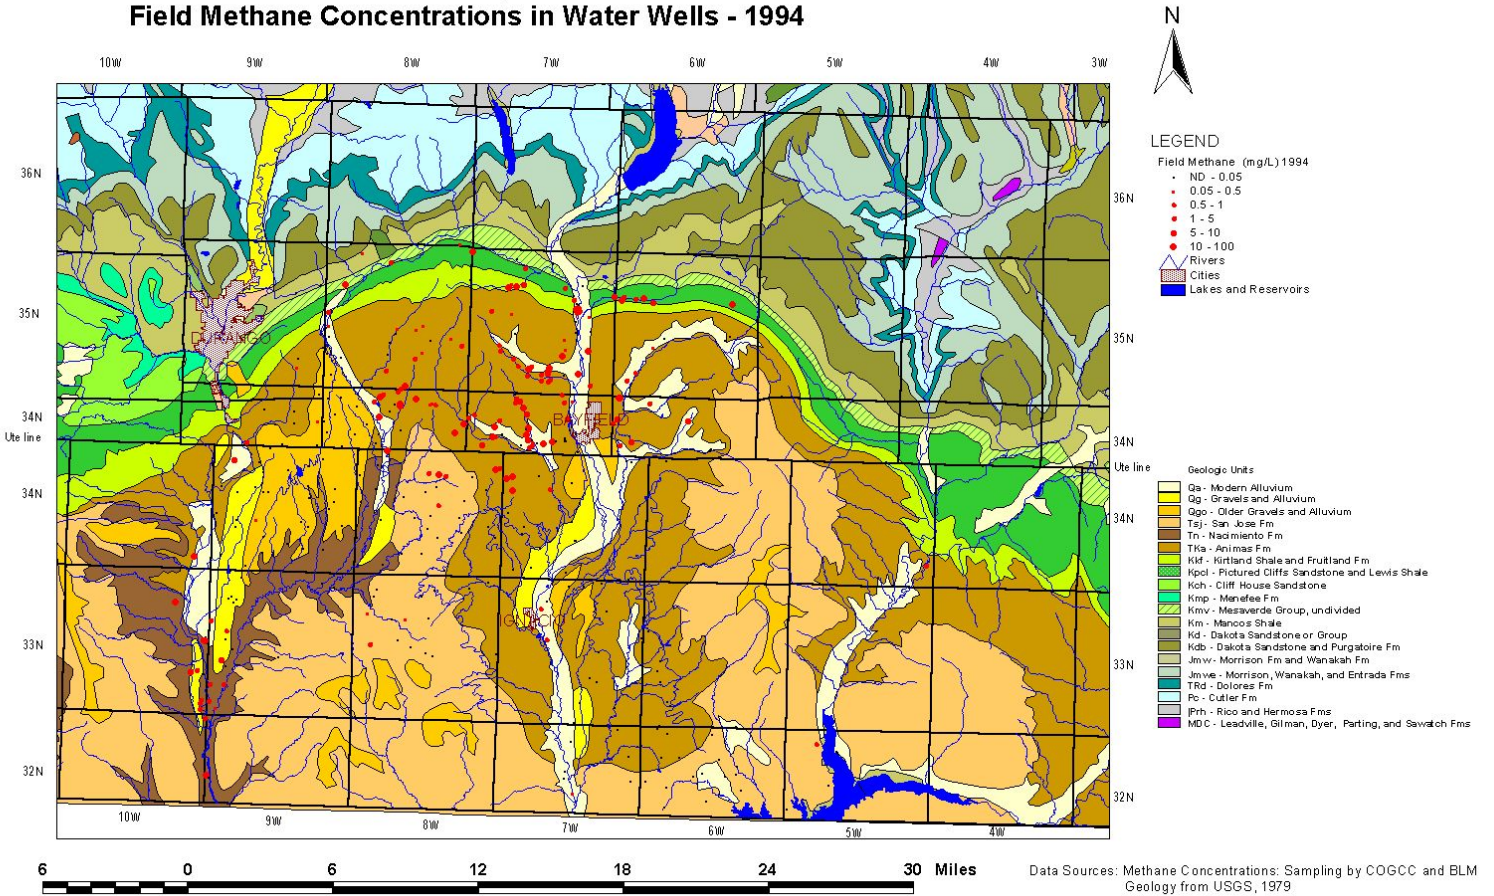 Field Methane Concentrations in Water Wells - 1994
N
10W 9W 8W 7W 6W 5W 4W 3W
LEGEND
Field Methane (mg/L) 1994
ND - 0.05
0.05 - 0.5
0.5 - 1
1 - 5
5 - 10
10 - 100
Rivers
Cities
Lakes and Reservoirs
36N
36N
35N
35N
DURANGO
34N
BAYFIELD
Ute line
34N
Ute line
34N
34N
IGNACIO
33N
33N
32N
32N
Geologic Units
Qa - Modern Alluvium
Qg - Gravels and Alluvium
Qgo - Older Gravels and Alluvium
Tsj - San Jose Fm
Tn - Nacimiento Fm
TKa - Animas Fm
Kkf - Kirtland Shale and Fruitland Fm
Kpcl - Pictured Cliffs Sandstone and Lewis Shale
Kch - Cliff House Sandstone
Kmp - Menefee Fm
Kmv - Mesaverde Group, undivided
Km - Mancos Shale
Kd - Dakota Sandstone or Group
Kdb - Dakota Sandstone and Purgatoire Fm
Jmw - Morrison Fm and Wanakah Fm
Jmwe - Morrison, Wanakah, and Entrada Fms
TRd - Dolores Fm
Pc - Cutler Fm
|Prh - Rico and Hermosa Fms
MDC - Leadville, Gilman, Dyer, Parting, and Sawatch Fms
10W 9W 8W 7W 6W 5W 4W
6 0 6 12 18 24 30 Miles
Data Sources: Methane Concentrations: Sampling by COGCC and BLM
Geology from USGS, 1979